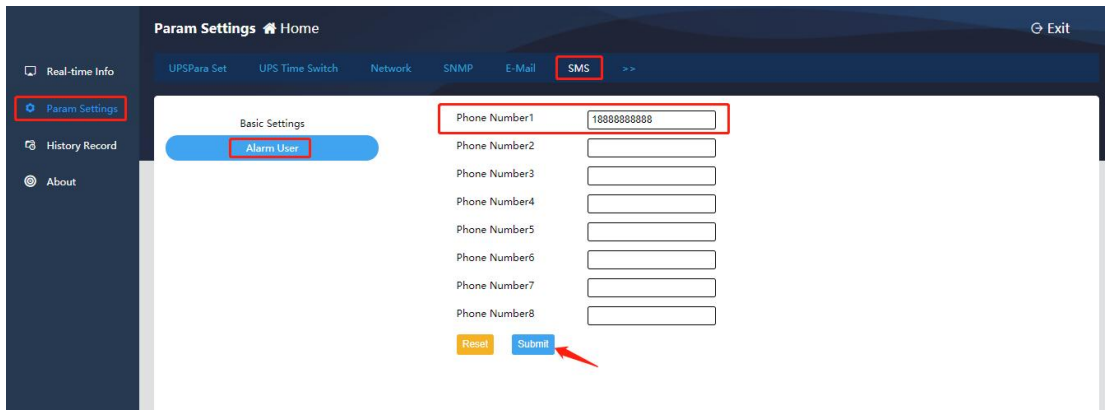 Param Settings Home Exit
Real-time Info
Param Settings
History Record
About
UPSPara Set UPS Time Switch Network SNMP E-Mail SMS >>
Basic Settings
Alarm User
Phone Number1 18888888888
Phone Number2
Phone Number3
Phone Number4
Phone Number5
Phone Number6
Phone Number7
Phone Number8
Reset Submit